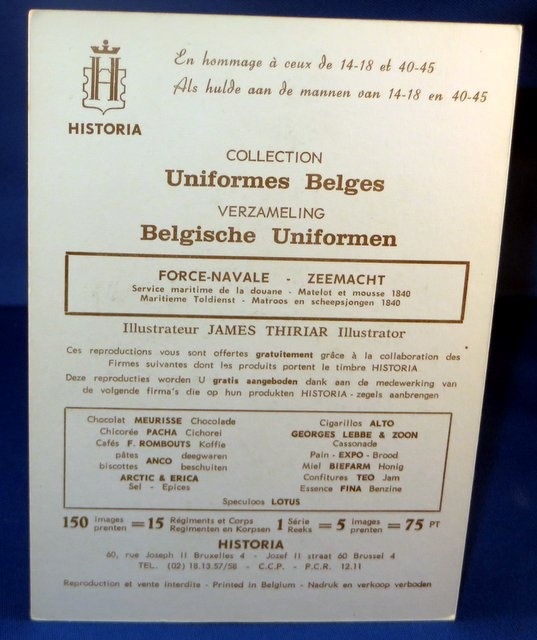 H
HISTORIA
En hommage à ceux de 14-18 et 40-45
Als hulde aan de mannen van 14-18 en 40-45
COLLECTION
Uniformes Belges
VERZAMELING
Belgische Uniformen
FORCE-NAVALE - ZEEMACHT
Service maritime de la douane - Matelot et mousse 1840
Maritieme Toldienst - Matroos en scheepsjongen 1840
Illustrateur JAMES THIRIAR Illustrator
Ces reproductions vous sont offertes gratuitement grâce à la collaboration des
Firmes suivantes dont les produits portent le timbre HISTORIA
Deze reproducties worden U gratis aangeboden dank aan de medewerking van
de volgende firma's die op hun produkten HISTORIA-zegels aanbrengen
Chocolat MEURISSE Chocolade
Chicorée PACHA Cichorei
Cafés F. ROMBOUTS Koffie
pâtes ANCO deegwaren
biscottes beschuiten
ARCTIC & ERICA
Sel - Epices
Cigarillos ALTO
GEORGES LEBBE & ZOON
Cassonade
Pain - EXPO - Brood
Miel BIEFARM Honig
Confitures TEO Jam
Essence FINA Benzine
Speculoos LOTUS
150 images prenten = 15 Régiments et Corps Regimenten en Korpsen 1 Série Reeks = 5 images prenten = 75 PT
HISTORIA
60, rue Joseph II Bruxelles 4 - Jozef II straat 60 Brussel 4
TEL. (02) 18.13.57/58 - C.C.P. - P.C.R. 12.11
Reproduction et vente interdite - Printed in Belgium - Nadruk en verkoop verboden